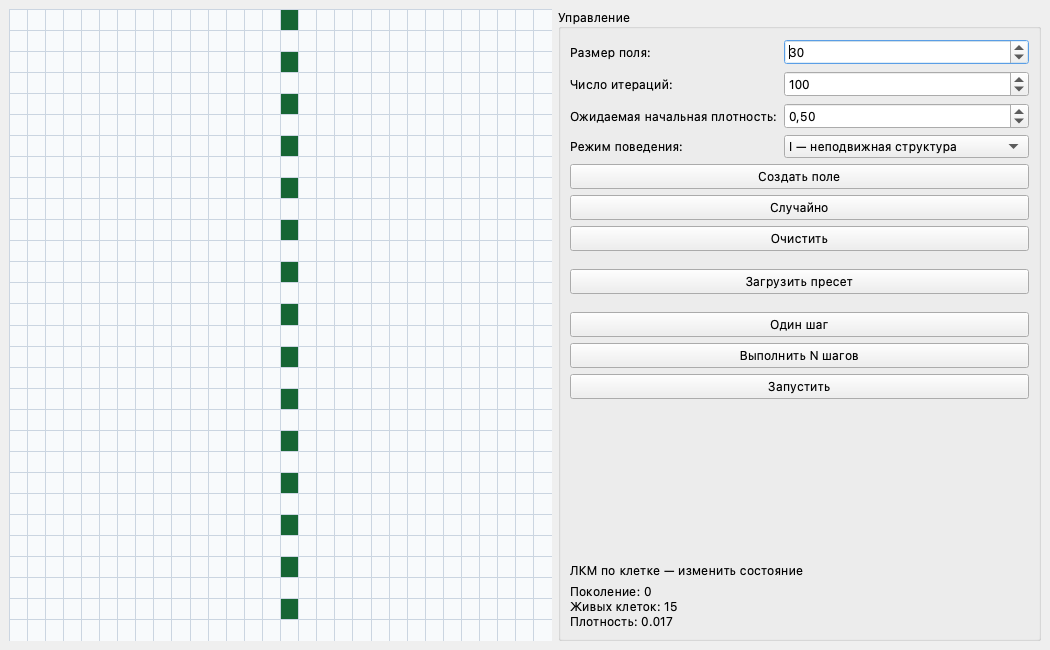 Управление
Размер поля: 30
Число итераций: 100
Ожидаемая начальная плотность: 0,50
Режим поведения: I — неподвижная структура
Создать поле
Случайно
Очистить
Загрузить пресет
Один шаг
Выполнить N шагов
Запустить
ЛКМ по клетке — изменить состояние
Поколение: 0
Живых клеток: 15
Плотность: 0.017